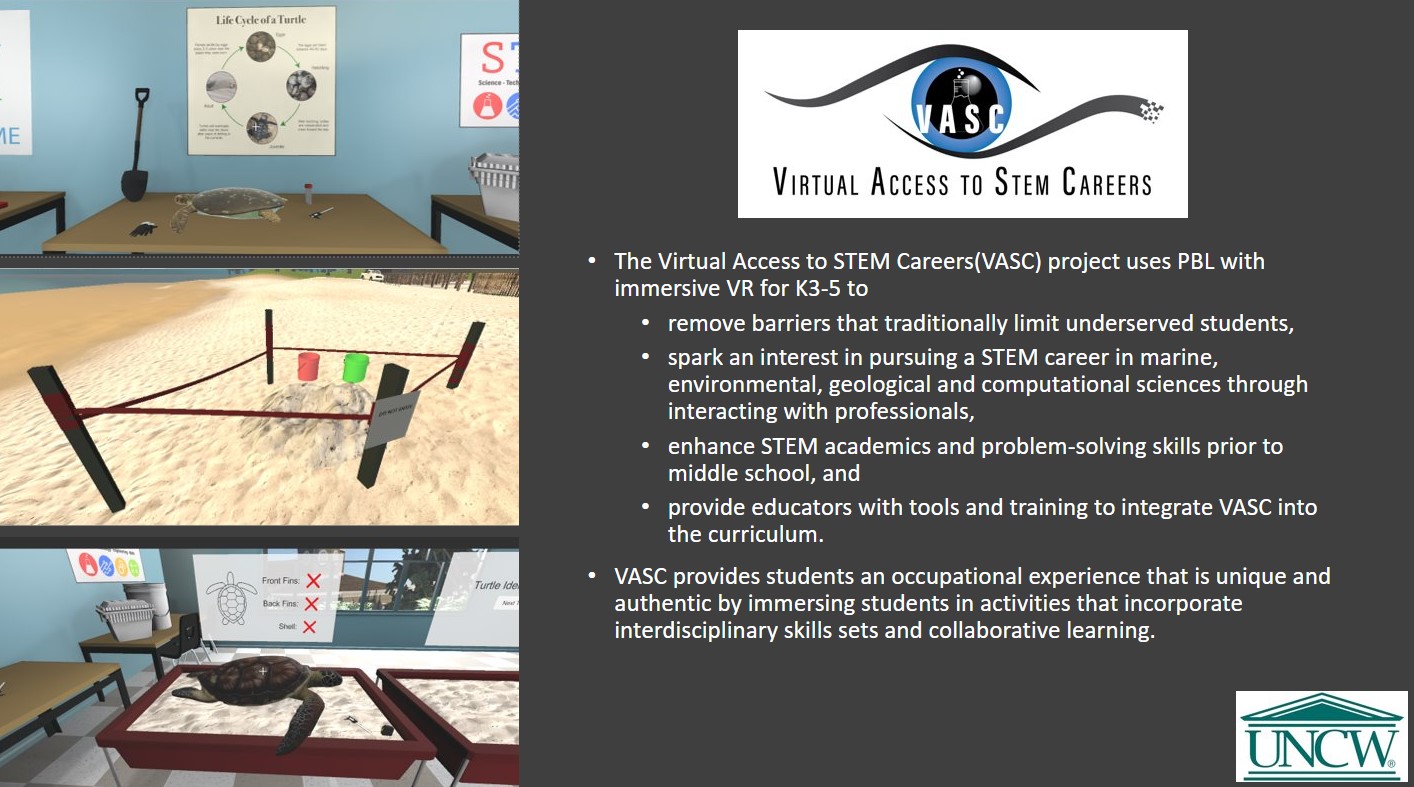 Life Cycle of a Turtle
Eggs
Hatchling
Juvenile
Adult
ME
ST
Science - Tech
DO NOT ENTER
Front Fins:
Back Fins:
Shell:
Turtle Ide
Next T
VASC
VIRTUAL ACCESS TO STEM CAREERS
• The Virtual Access to STEM Careers(VASC) project uses PBL with
immersive VR for K3-5 to
• remove barriers that traditionally limit underserved students,
• spark an interest in pursuing a STEM career in marine,
environmental, geological and computational sciences through
interacting with professionals,
• enhance STEM academics and problem-solving skills prior to
middle school, and
• provide educators with tools and training to integrate VASC into
the curriculum.
• VASC provides students an occupational experience that is unique and
authentic by immersing students in activities that incorporate
interdisciplinary skills sets and collaborative learning.
UNCW®